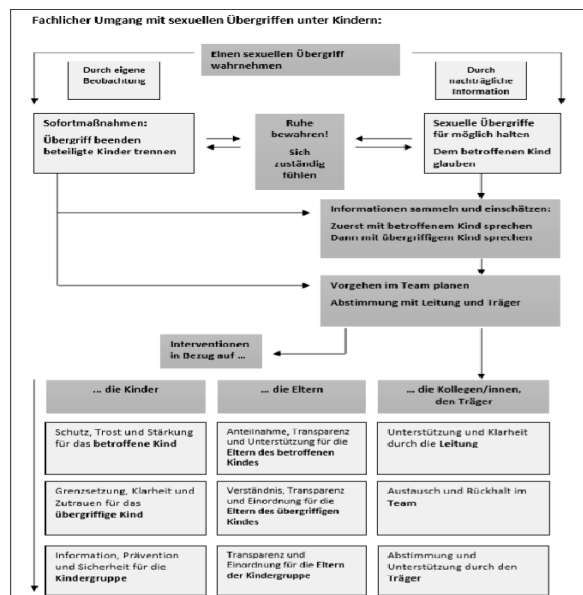 Fachlicher Umgang mit sexuellen Übergriffen unter Kindern:
Einen sexuellen Übergriff
wahrnehmen
Durch eigene
Beobachtung
Durch
nachträgliche
Information
Sofortmaßnahmen:
Übergriff beenden
beteiligte Kinder trennen
Ruhe
bewahren!
Sich
zuständig
fühlen
Sexuelle Übergriffe
für möglich halten
Dem betroffenen Kind
glauben
Informationen sammeln und einschätzen:
Zuerst mit betroffenem Kind sprechen
Dann mit übergriffigem Kind sprechen
Vorgehen im Team planen
Abstimmung mit Leitung und Träger
Interventionen
in Bezug auf ...
... die Kinder
... die Eltern
... die Kollegen/innen,
den Träger
Schutz, Trost und Stärkung
für das betroffene Kind
Anteilnahme, Transparenz
und Unterstützung für die
Eltern des betroffenen
Kindes
Unterstützung und Klarheit
durch die Leitung
Grenzsetzung, Klarheit und
Zutrauen für das
übergriffige Kind
Verständnis, Transparenz
und Einordnung für die
Eltern des übergriffigen
Kindes
Austausch und Rückhalt im
Team
Information, Prävention
und Sicherheit für die
Kindergruppe
Transparenz und
Einordnung für die Eltern
der Kindergruppe
Abstimmung und
Unterstützung durch den
Träger